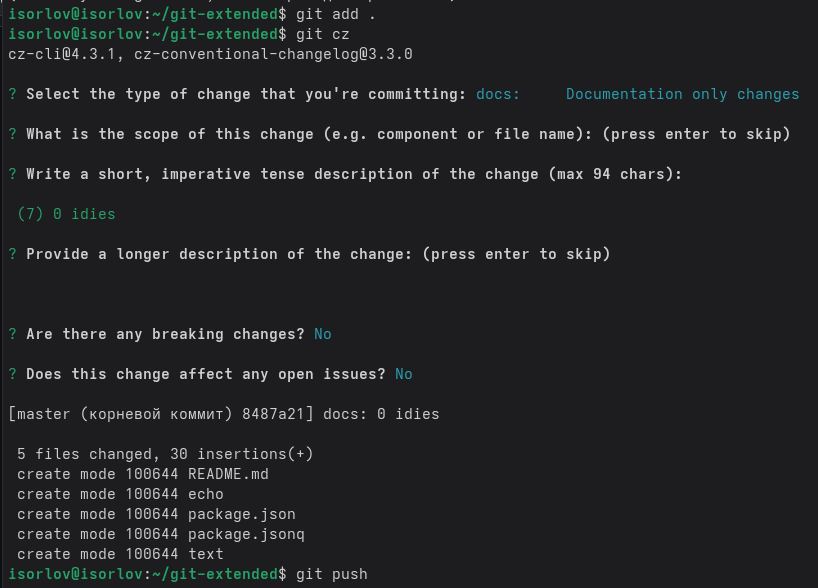 isorlov@isorlov:~/git-extended$ git add .
isorlov@isorlov:~/git-extended$ git cz
cz-cli@4.3.1, cz-conventional-changelog@3.3.0
? Select the type of change that you're committing: docs:     Documentation only changes
? What is the scope of this change (e.g. component or file name): (press enter to skip)
? Write a short, imperative tense description of the change (max 94 chars):
(7) 0 idies
? Provide a longer description of the change: (press enter to skip)
? Are there any breaking changes? No
? Does this change affect any open issues? No
[master (корневой коммит) 8487a21] docs: 0 idies
5 files changed, 30 insertions(+)
create mode 100644 README.md
create mode 100644 echo
create mode 100644 package.json
create mode 100644 package.jsonq
create mode 100644 text
isorlov@isorlov:~/git-extended$ git push